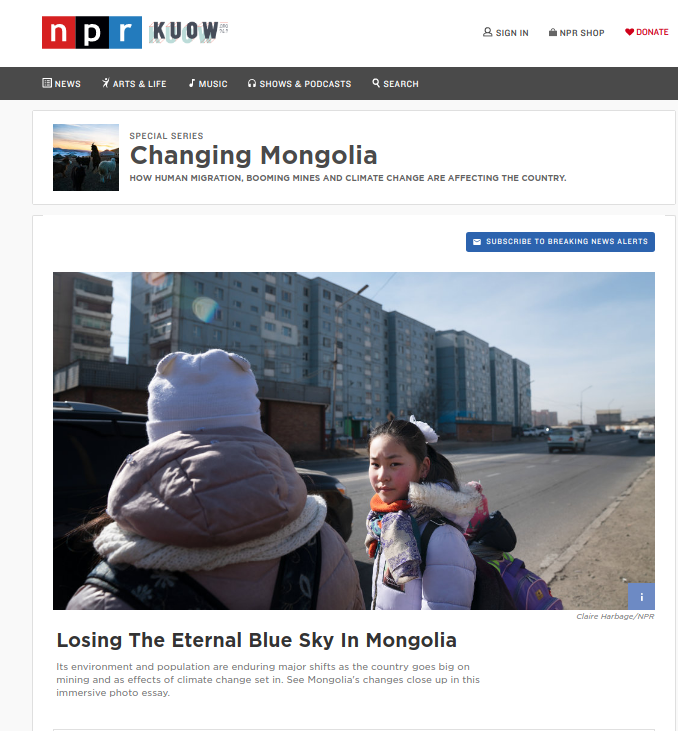 npr KUOW
SIGN IN NPR SHOP DONATE
NEWS ARTS & LIFE MUSIC SHOWS & PODCASTS SEARCH
SPECIAL SERIES
Changing Mongolia
HOW HUMAN MIGRATION, BOOMING MINES AND CLIMATE CHANGE ARE AFFECTING THE COUNTRY.
SUBSCRIBE TO BREAKING NEWS ALERTS
i
Claire Harbage/NPR
Losing The Eternal Blue Sky In Mongolia
Its environment and population are enduring major shifts as the country goes big on
mining and as effects of climate change set in. See Mongolia's changes close up in this
immersive photo essay.